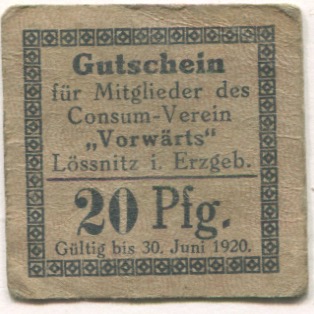 Gutschein
für Mitglieder des
Consum-Verein
„Vorwärts“
Lössnitz i. Erzgeb.
20 Pfg.
Gültig bis 30. Juni 1920.